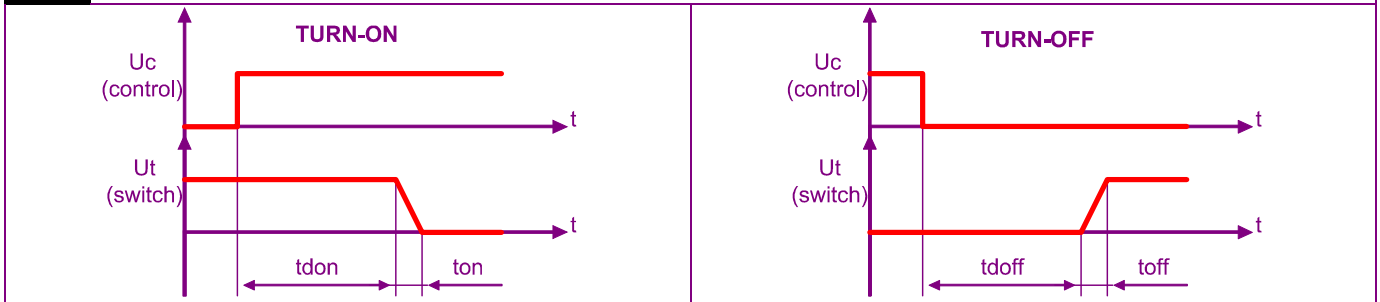 TURN-ON
Uc
(control)
t
Ut
(switch)
t
tdon
ton
TURN-OFF
Uc
(control)
t
Ut
(switch)
t
tdoff
toff